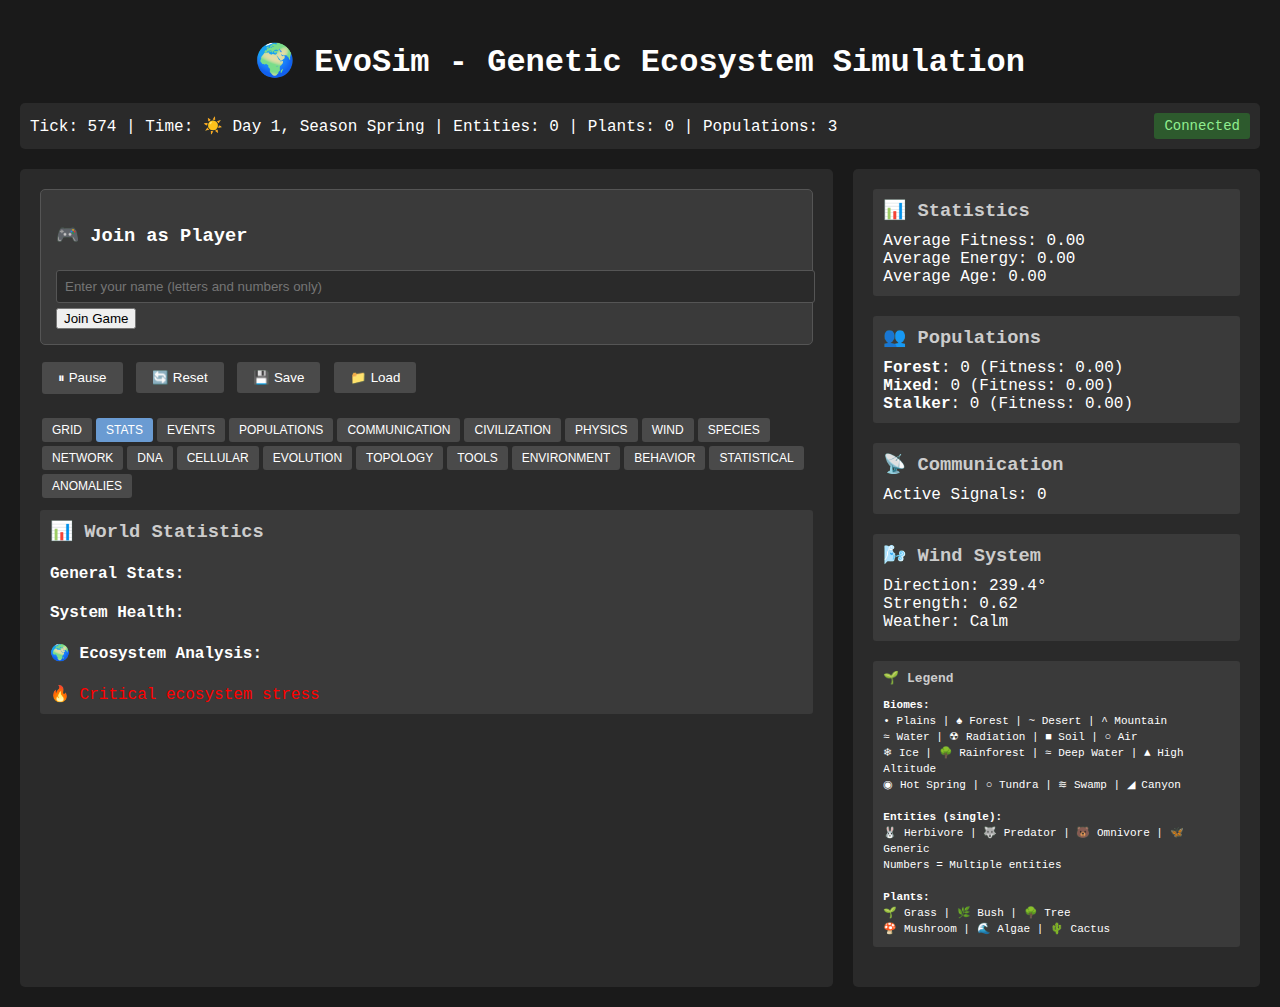 🌍 EvoSim - Genetic Ecosystem Simulation
Tick: 574 | Time: ☀️ Day 1, Season Spring | Entities: 0 | Plants: 0 | Populations: 3
Connected
🎮 Join as Player
Enter your name (letters and numbers only)
Join Game
⏸ Pause
🔄 Reset
💾 Save
📁 Load
GRID
STATS
EVENTS
POPULATIONS
COMMUNICATION
CIVILIZATION
PHYSICS
WIND
SPECIES
NETWORK
DNA
CELLULAR
EVOLUTION
TOPOLOGY
TOOLS
ENVIRONMENT
BEHAVIOR
STATISTICAL
ANOMALIES
📊 World Statistics
General Stats:
System Health:
🌍 Ecosystem Analysis:
🔥 Critical ecosystem stress
📊 Statistics
Average Fitness: 0.00
Average Energy: 0.00
Average Age: 0.00
👥 Populations
Forest: 0 (Fitness: 0.00)
Mixed: 0 (Fitness: 0.00)
Stalker: 0 (Fitness: 0.00)
📡 Communication
Active Signals: 0
🌬️ Wind System
Direction: 239.4°
Strength: 0.62
Weather: Calm
🌱 Legend
Biomes:
• Plains | ♠ Forest | ~ Desert | ^ Mountain
≈ Water | ☢ Radiation | ■ Soil | ○ Air
❄ Ice | 🌳 Rainforest | ≈ Deep Water | ▲ High
Altitude
◉ Hot Spring | ○ Tundra | ≋ Swamp | ◢ Canyon
Entities (single):
🐰 Herbivore | 🐺 Predator | 🐻 Omnivore | 🦋
Generic
Numbers = Multiple entities
Plants:
🌱 Grass | 🌿 Bush | 🌳 Tree
🍄 Mushroom | 🌊 Algae | 🌵 Cactus